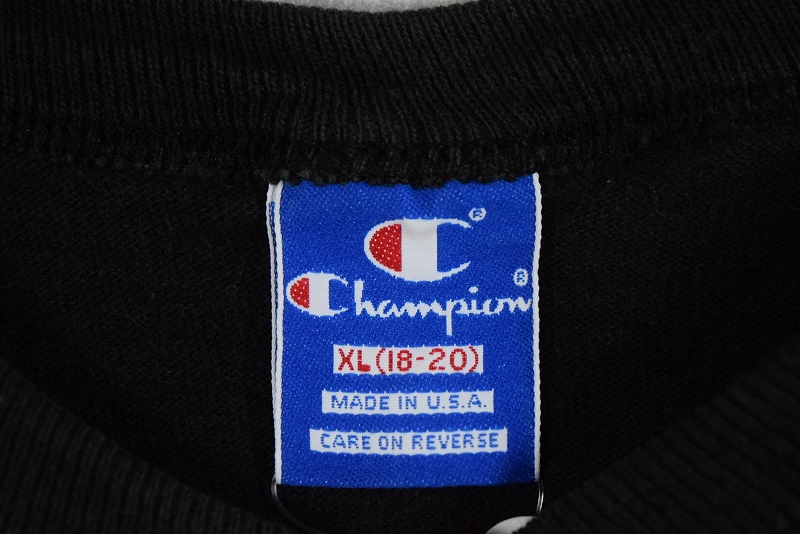 ®
Champion®
XL (18-20)
MADE IN U.S.A.
CARE ON REVERSE